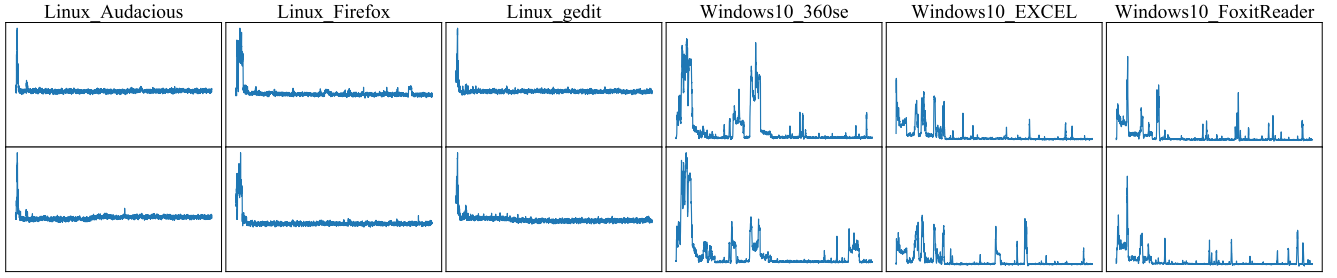 Linux_Audacious
Linux_Firefox
Linux_gedit
Windows10_360se
Windows10_EXCEL
Windows10_FoxitReader